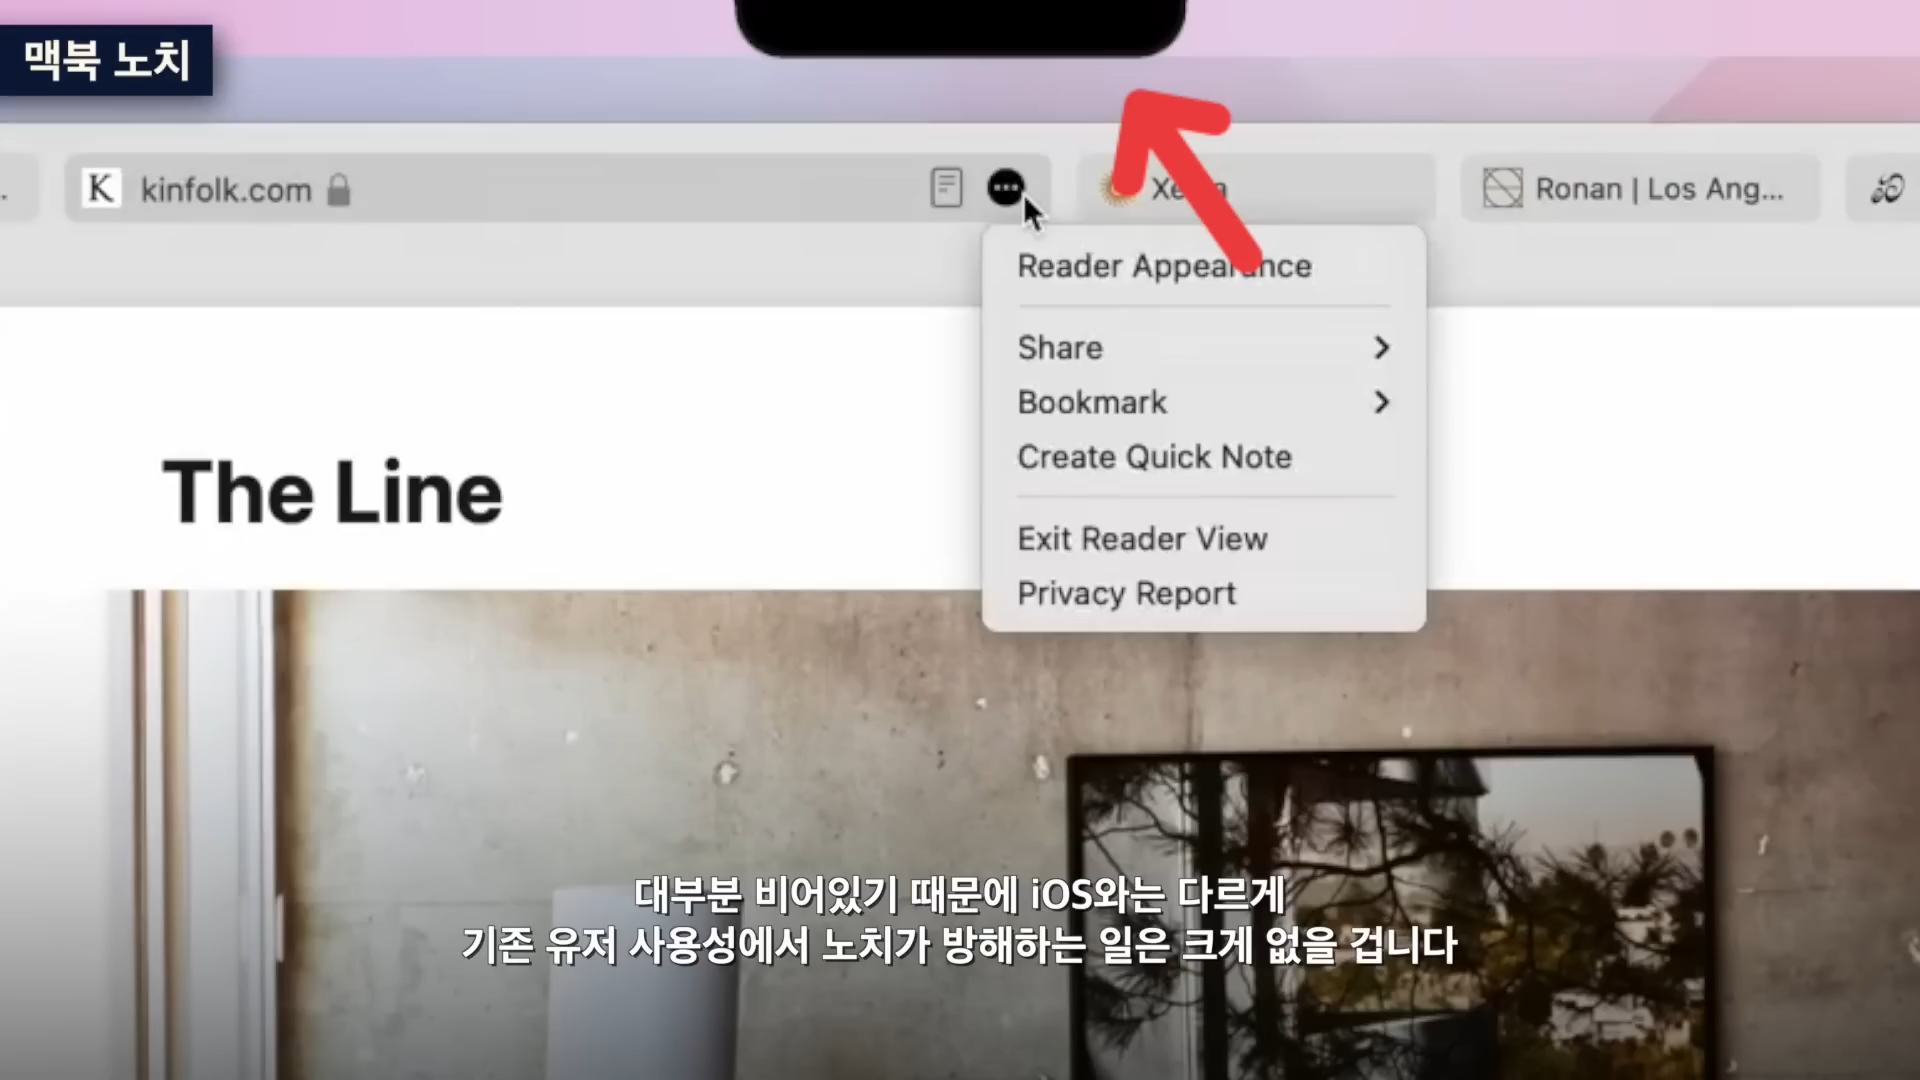 맥북 노치
kinfolk.com
Ronan | Los Ang...
Reader Appearance
Share
Bookmark
Create Quick Note
Exit Reader View
Privacy Report
The Line
대부분 비어있기 때문에 iOS와는 다르게
기존 유저 사용성에서 노치가 방해하는 일은 크게 없을 겁니다